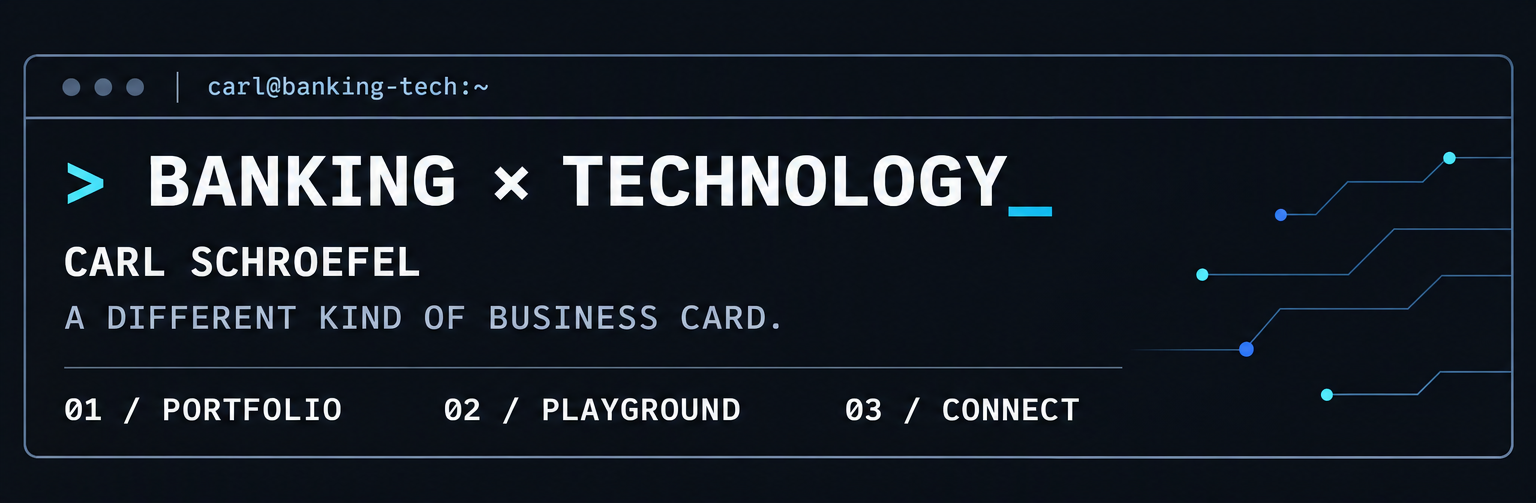 carl@banking-tech:~
> BANKING × TECHNOLOGY_
CARL SCHROEFEL
A DIFFERENT KIND OF BUSINESS CARD.
01 / PORTFOLIO 02 / PLAYGROUND 03 / CONNECT